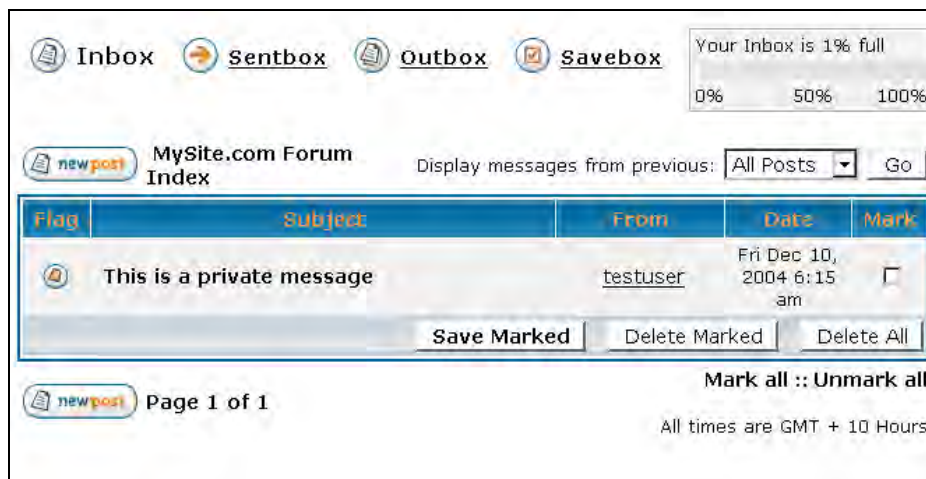 Inbox Sentbox Outbox Savebox
Your Inbox is 1% full
0% 50% 100%
newpost MySite.com Forum
Index
Display messages from previous: All Posts Go
Flag Subject From Date Mark
This is a private message testuser Fri Dec 10,
2004 6:15
am
Save Marked Delete Marked Delete All
Mark all :: Unmark all
newpost Page 1 of 1
All times are GMT + 10 Hours